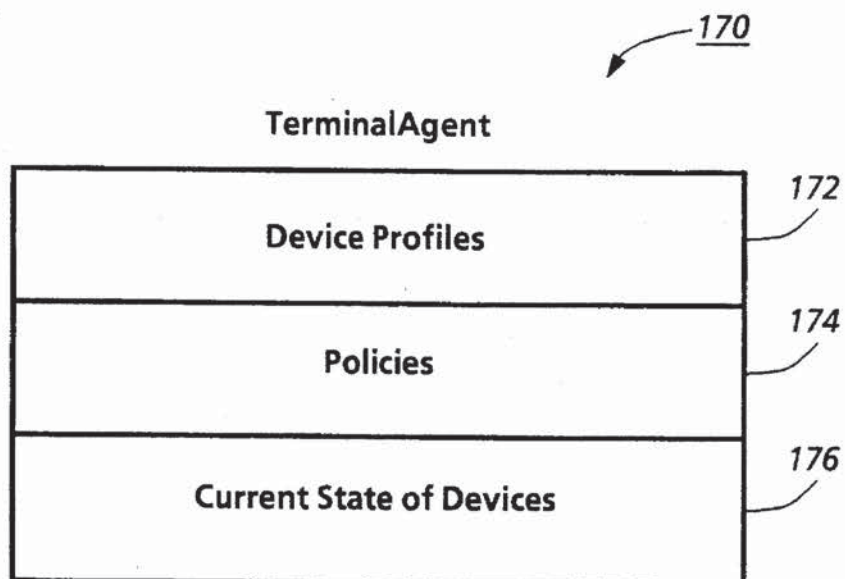 170
TerminalAgent
172
Device Profiles
174
Policies
176
Current State of Devices